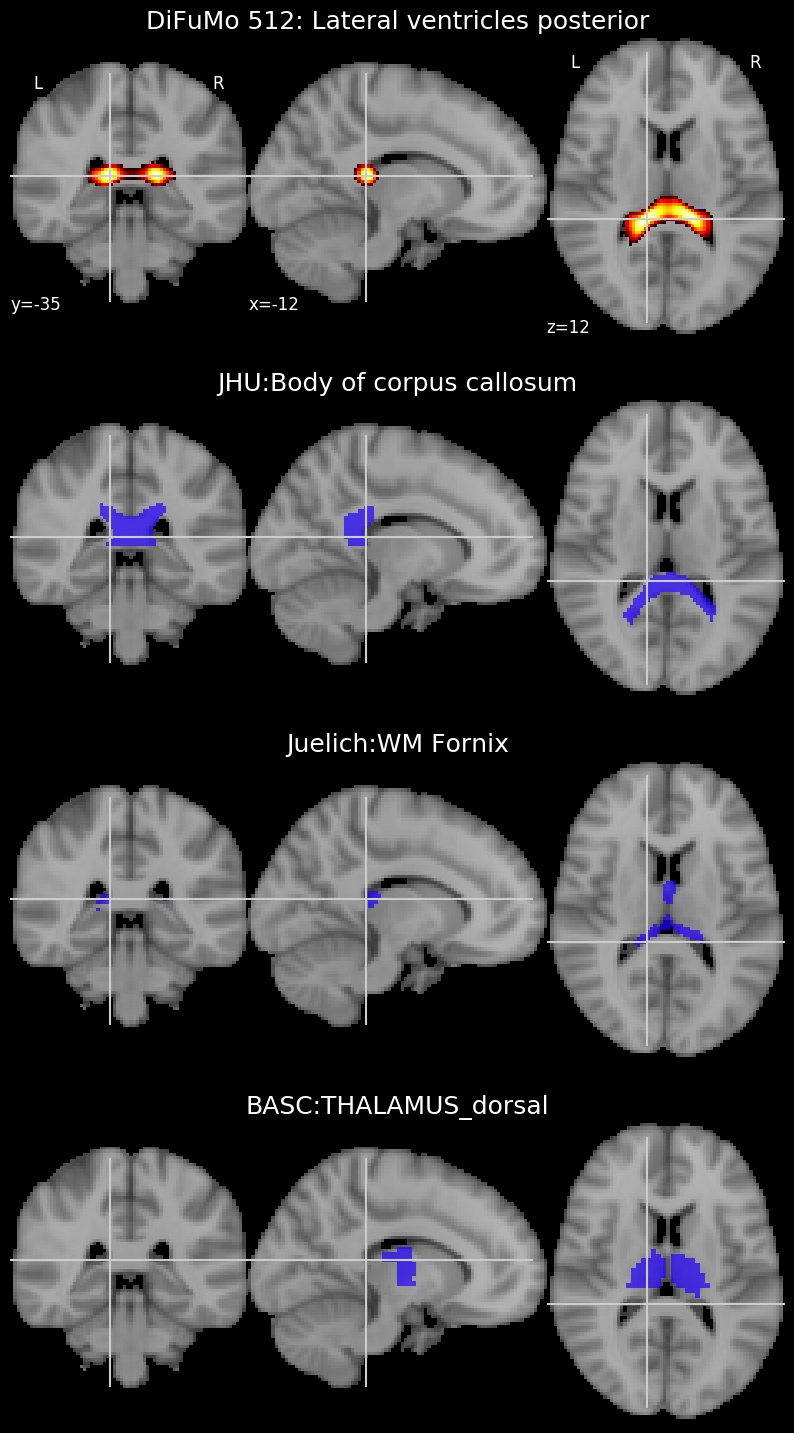 DiFuMo 512: Lateral ventricles posterior
L R L R
y=-35 x=-12 z=12
JHU:Body of corpus callosum
Juelich:WM Fornix
BASC:THALAMUS_dorsal